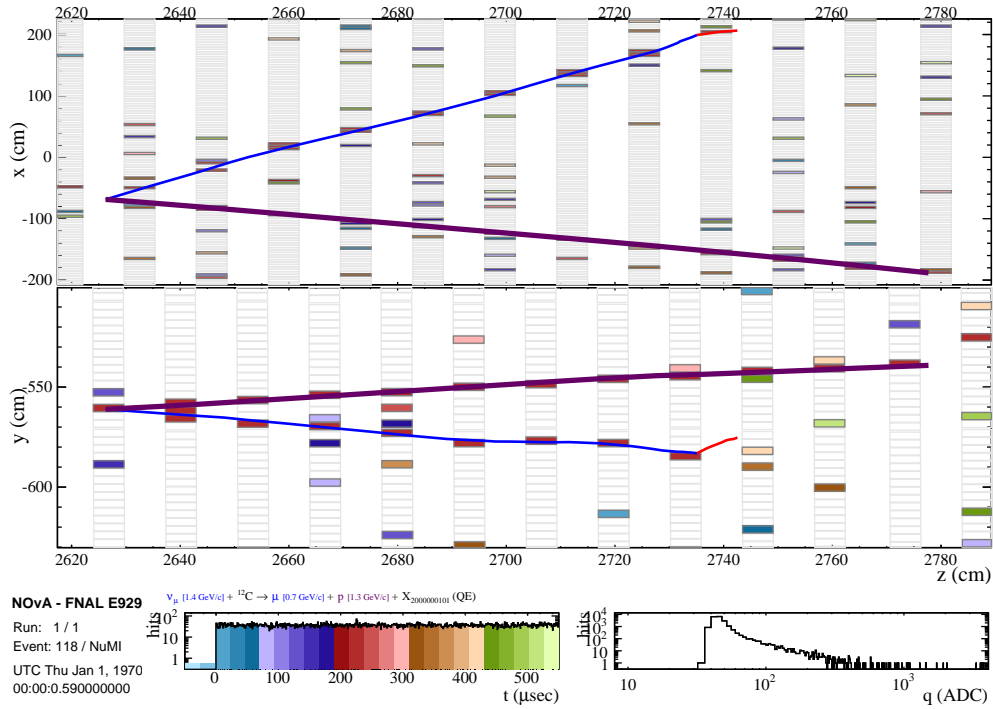 2620 2640 2660 2680 2700 2720 2740 2760 2780
200
100
0
-100
-200
x (cm)
-550
-600
y (cm)
2620 2640 2660 2680 2700 2720 2740 2760 2780
z (cm)
NOvA - FNAL E929
Run: 1 / 1
Event: 118 / NuMI
UTC Thu Jan 1, 1970
00:00:0.590000000
νμ [1.4 GeV/c] + 12C → μ [0.7 GeV/c] + p [1.3 GeV/c] + X2000000101 (QE)
hits
10²
10
1
0 100 200 300 400 500
t (μsec)
hits
10⁴
10³
10²
10
1
10 10² 10³
q (ADC)